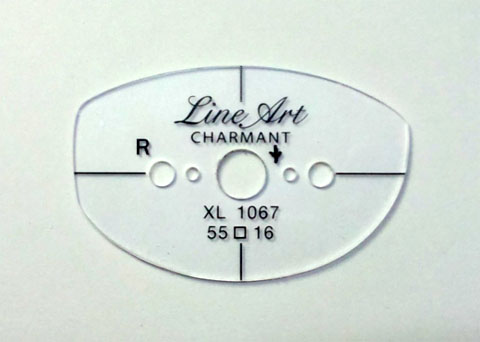 Line Art
CHARMANT
R
XL 1067
55 □ 16